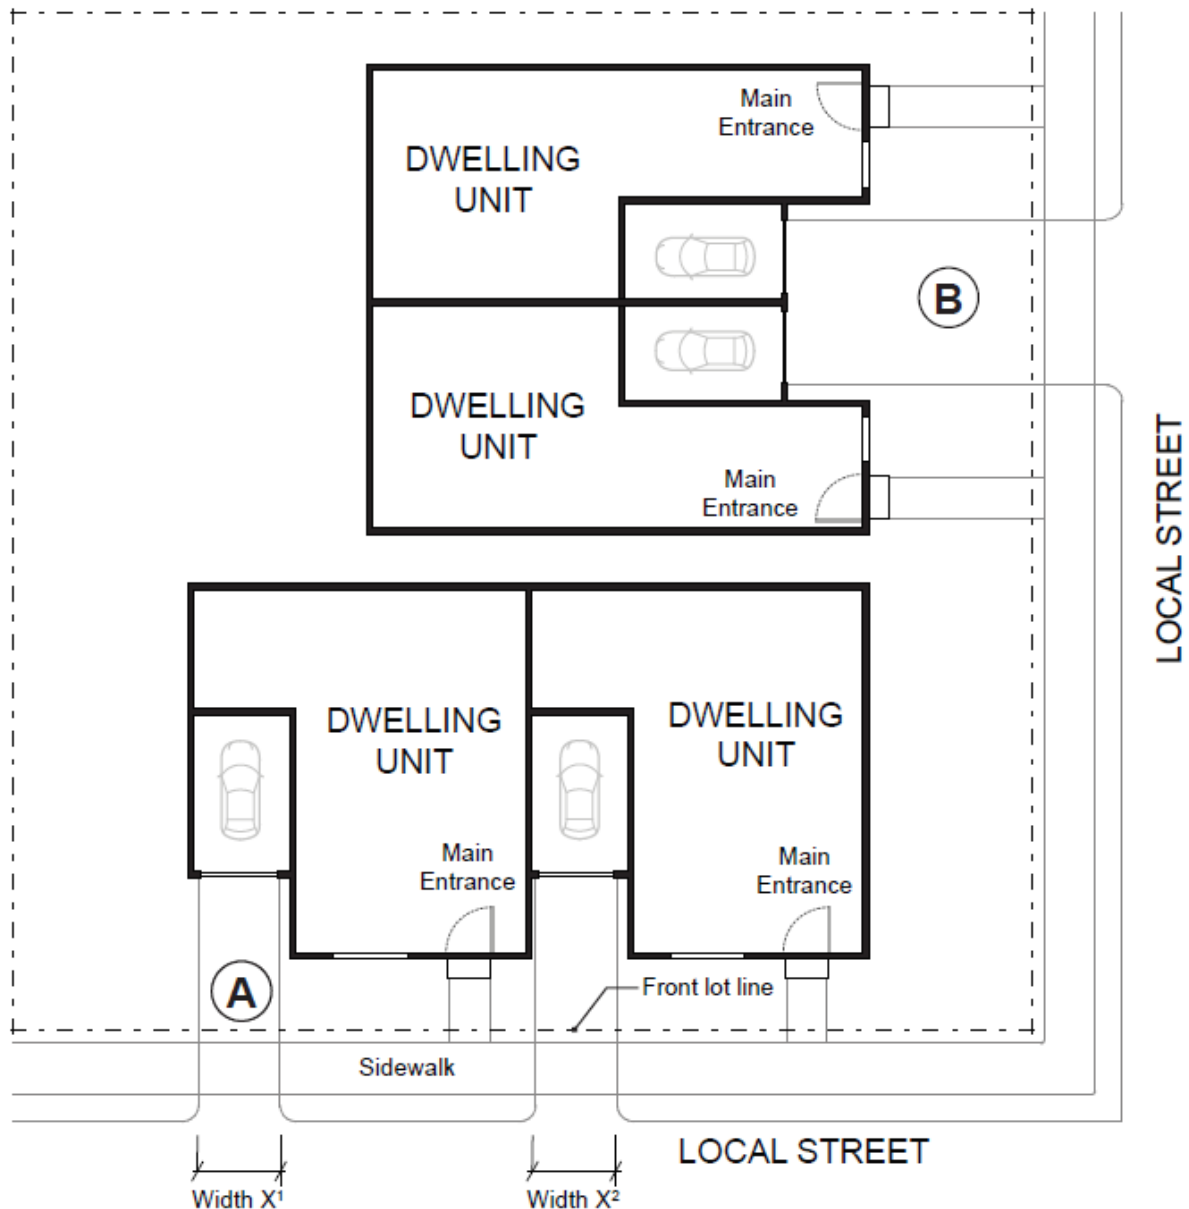 Main
Entrance
DWELLING
UNIT
B
DWELLING
UNIT
Main
Entrance
LOCAL STREET
DWELLING
UNIT
DWELLING
UNIT
Main
Entrance
Main
Entrance
A
Front lot line
Sidewalk
LOCAL STREET
Width X¹
Width X²